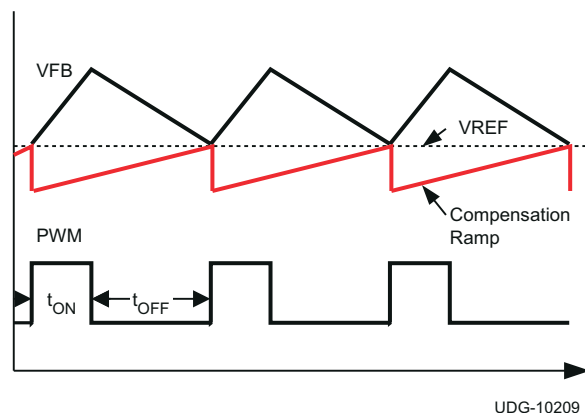 VFB
VREF
Compensation
Ramp
PWM
tON
tOFF
UDG-10209